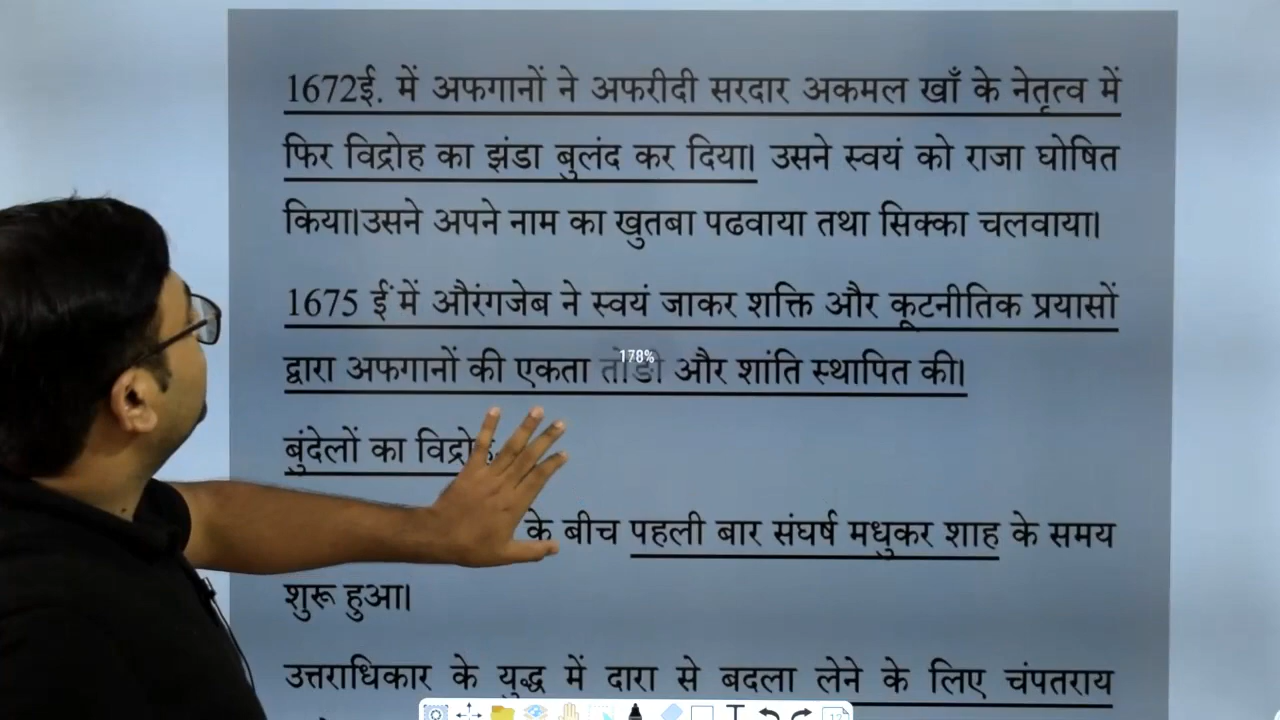 1672ई. में अफगानों ने अफरीदी सरदार अकमल खाँ के नेतृत्व में
फिर विद्रोह का झंडा बुलंद कर दिया। उसने स्वयं को राजा घोषित
किया।उसने अपने नाम का खुतबा पढवाया तथा सिक्का चलवाया।
1675 ईं में औरंगजेब ने स्वयं जाकर शक्ति और कूटनीतिक प्रयासों
178%
द्वारा अफगानों की एकता तोडी और शांति स्थापित की।
बुंदेलों का विद्रोह
के बीच पहली बार संघर्ष मधुकर शाह के समय
शुरू हुआ।
उत्तराधिकार के युद्ध में दारा से बदला लेने के लिए चंपतराय